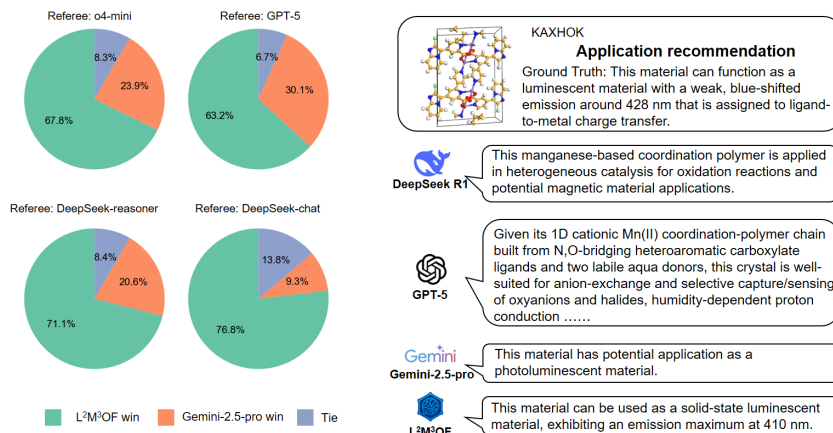 Referee: o4-mini
8.3%
23.9%
67.8%
Referee: GPT-5
6.7%
30.1%
63.2%
Referee: DeepSeek-reasoner
8.4%
20.6%
71.1%
Referee: DeepSeek-chat
13.8%
9.3%
76.8%
L²M³OF win
Gemini-2.5-pro win
Tie
KAXHOK
Application recommendation
Ground Truth: This material can function as a
luminescent material with a weak, blue-shifted
emission around 428 nm that is assigned to ligand-
to-metal charge transfer.
DeepSeek R1
This manganese-based coordination polymer is applied
in heterogeneous catalysis for oxidation reactions and
potential magnetic material applications.
GPT-5
Given its 1D cationic Mn(II) coordination-polymer chain
built from N,O-bridging heteroaromatic carboxylate
ligands and two labile aqua donors, this crystal is well-
suited for anion-exchange and selective capture/sensing
of oxyanions and halides, humidity-dependent proton
conduction ……
Gemini
Gemini-2.5-pro
This material has potential application as a
photoluminescent material.
L²M³OF
This material can be used as a solid-state luminescent
material, exhibiting an emission maximum at 410 nm.